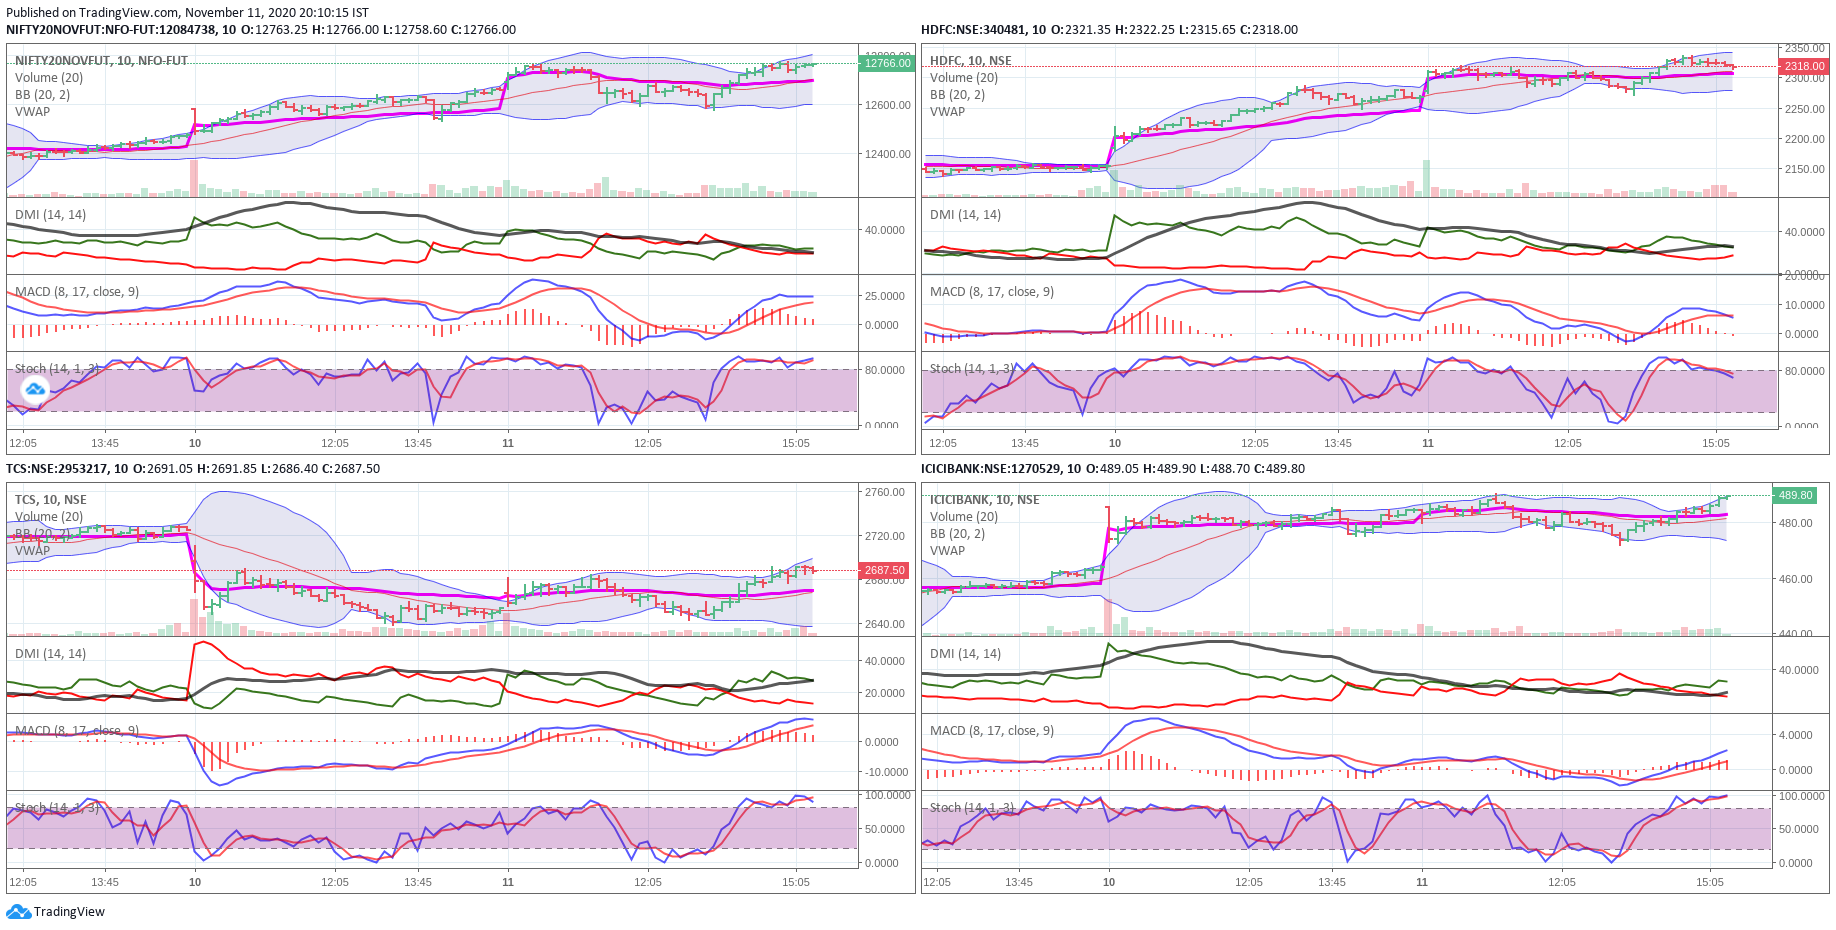 Published on TradingView.com, November 11, 2020 20:10:15 IST
NIFTY20NOVFUT:NFO-FUT:12084738, 10 O:12763.25 H:12766.00 L:12758.60 C:12766.00
NIFTY20NOVFUT, 10, NFO-FUT
Volume (20)
BB (20, 2)
VWAP
12800.00
12766.00
12600.00
12400.00
DMI (14, 14)
40.0000
MACD (8, 17, close, 9)
25.0000
0.0000
Stoch (14, 1, 3)
80.0000
0.0000
12:05 13:45 10 12:05 13:45 11 12:05 15:05
HDFC:NSE:340481, 10 O:2321.35 H:2322.25 L:2315.65 C:2318.00
HDFC, 10, NSE
Volume (20)
BB (20, 2)
VWAP
2350.00
2318.00
2300.00
2250.00
2200.00
2150.00
DMI (14, 14)
40.0000
2.0000
MACD (8, 17, close, 9)
10.0000
0.0000
Stoch (14, 1, 3)
80.0000
0.0000
12:05 13:45 10 12:05 13:45 11 12:05 15:05
TCS:NSE:2953217, 10 O:2691.05 H:2691.85 L:2686.40 C:2687.50
TCS, 10, NSE
Volume (20)
BB (20, 2)
VWAP
2760.00
2720.00
2687.50
2680.00
2640.00
DMI (14, 14)
40.0000
20.0000
MACD (8, 17, close, 9)
0.0000
-10.0000
Stoch (14, 1, 3)
100.0000
50.0000
0.0000
12:05 13:45 10 12:05 13:45 11 12:05 15:05
ICICIBANK:NSE:1270529, 10 O:489.05 H:489.90 L:488.70 C:489.80
ICICIBANK, 10, NSE
Volume (20)
BB (20, 2)
VWAP
489.80
480.00
460.00
440.00
DMI (14, 14)
40.0000
MACD (8, 17, close, 9)
4.0000
0.0000
Stoch (14, 1, 3)
100.0000
50.0000
0.0000
12:05 13:45 10 12:05 13:45 11 12:05 15:05
TradingView